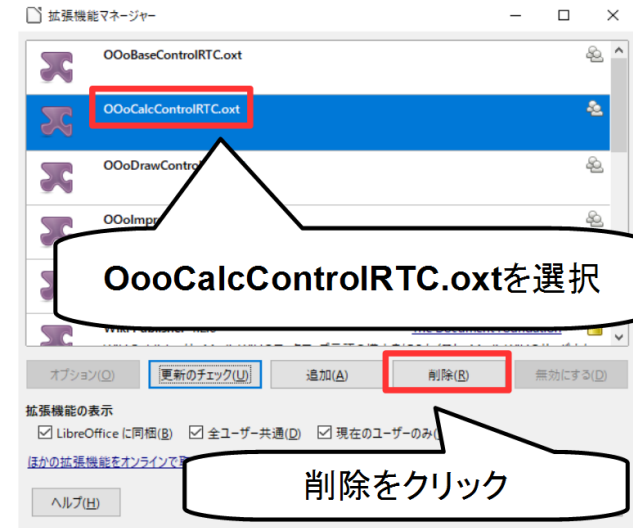 拡張機能マネージャー
OOoBaseControlRTC.oxt
OOoCalcControlRTC.oxt
OOoDrawContro
OOoImpr
OooCalcControlRTC.oxtを選択
オプション(O)
更新のチェック(U)
追加(A)
削除(R)
無効にする(D)
拡張機能の表示
LibreOffice に同梱(B)
全ユーザー共通(D)
現在のユーザーのみ(
ほかの拡張機能をオンラインで
削除をクリック
ヘルプ(H)